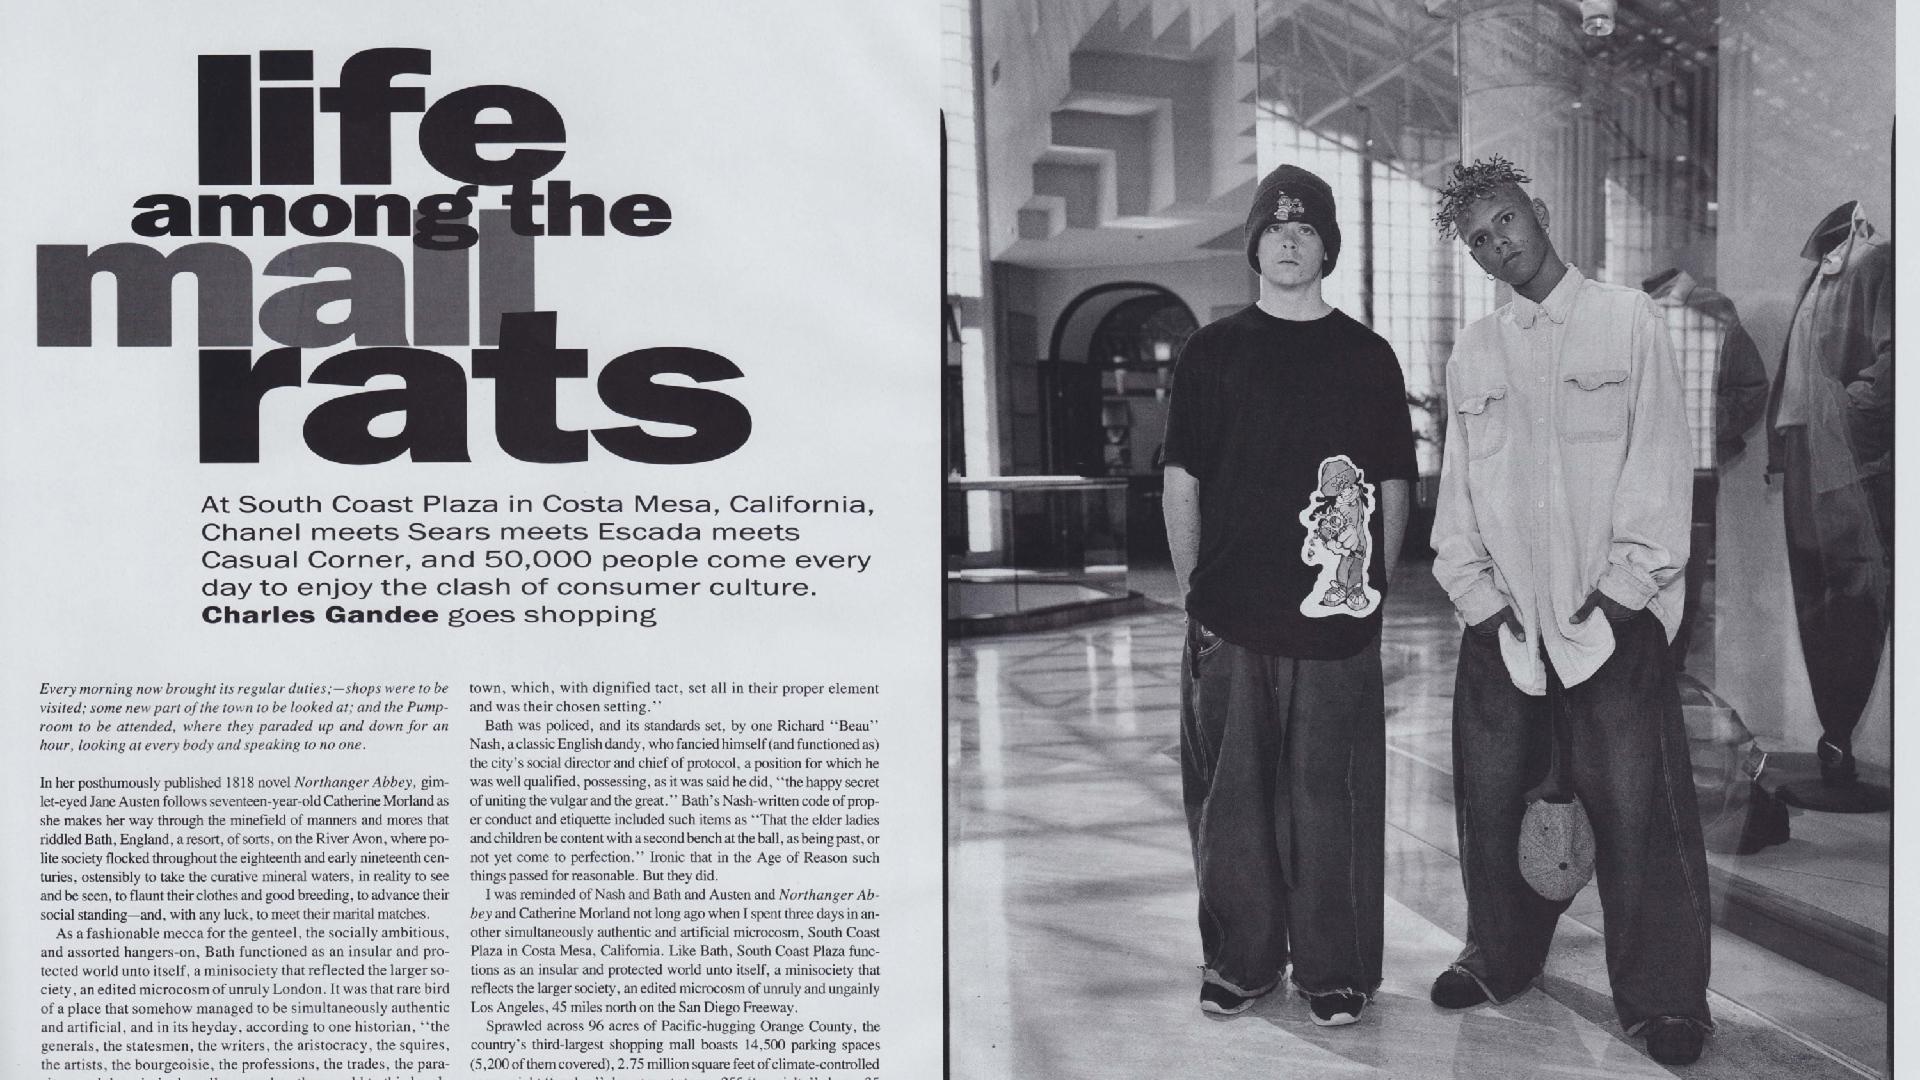 life
among the
mall
rats
At South Coast Plaza in Costa Mesa, California,
Chanel meets Sears meets Escada meets
Casual Corner, and 50,000 people come every
day to enjoy the clash of consumer culture.
Charles Gandee goes shopping
Every morning now brought its regular duties;—shops were to be
visited; some new part of the town to be looked at; and the Pump-
room to be attended, where they paraded up and down for an
hour, looking at every body and speaking to no one.
In her posthumously published 1818 novel Northanger Abbey, gim-
let-eyed Jane Austen follows seventeen-year-old Catherine Morland as
she makes her way through the minefield of manners and mores that
riddled Bath, England, a resort, of sorts, on the River Avon, where po-
lite society flocked throughout the eighteenth and early nineteenth cen-
turies, ostensibly to take the curative mineral waters, in reality to see
and be seen, to flaunt their clothes and good breeding, to advance their
social standing—and, with any luck, to meet their marital matches.
As a fashionable mecca for the genteel, the socially ambitious,
and assorted hangers-on, Bath functioned as an insular and pro-
tected world unto itself, a minisociety that reflected the larger so-
ciety, an edited microcosm of unruly London. It was that rare bird
of a place that somehow managed to be simultaneously authentic
and artificial, and in its heyday, according to one historian, "the
generals, the statesmen, the writers, the aristocracy, the squires,
the artists, the bourgeoisie, the professions, the trades, the para-
town, which, with dignified tact, set all in their proper element
and was their chosen setting."
Bath was policed, and its standards set, by one Richard "Beau"
Nash, a classic English dandy, who fancied himself (and functioned as)
the city's social director and chief of protocol, a position for which he
was well qualified, possessing, as it was said he did, "the happy secret
of uniting the vulgar and the great." Bath's Nash-written code of prop-
er conduct and etiquette included such items as "That the elder ladies
and children be content with a second bench at the ball, as being past, or
not yet come to perfection." Ironic that in the Age of Reason such
things passed for reasonable. But they did.
I was reminded of Nash and Bath and Austen and Northanger Ab-
bey and Catherine Morland not long ago when I spent three days in an-
other simultaneously authentic and artificial microcosm, South Coast
Plaza in Costa Mesa, California. Like Bath, South Coast Plaza func-
tions as an insular and protected world unto itself, a minisociety that
reflects the larger society, an edited microcosm of unruly and ungainly
Los Angeles, 45 miles north on the San Diego Freeway.
Sprawled across 96 acres of Pacific-hugging Orange County, the
country's third-largest shopping mall boasts 14,500 parking spaces
(5,200 of them covered), 2.75 million square feet of climate-controlled